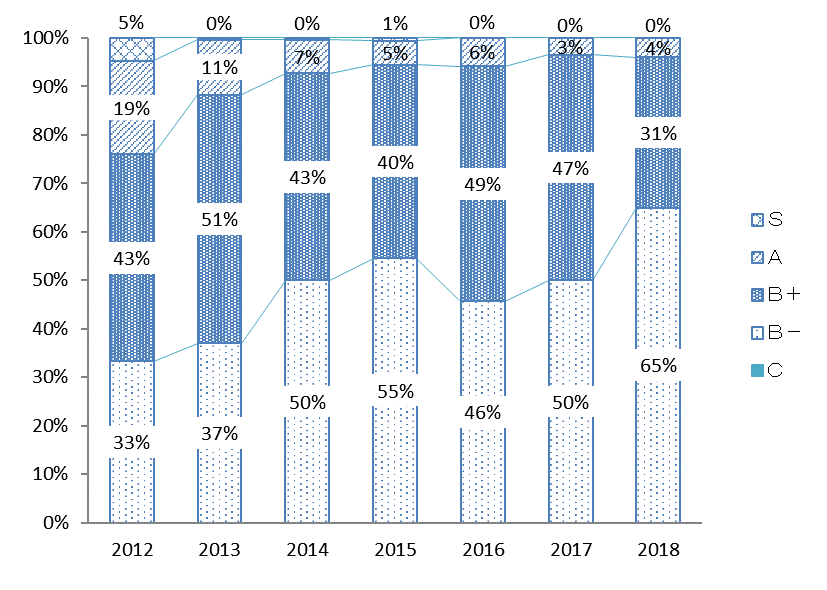 5% 0% 0% 1% 0% 0% 0%
100%
90%
80%
70%
60%
50%
40%
30%
20%
10%
0%
19% 11% 7% 5% 6% 3% 4%
43% 51% 43% 40% 49% 47% 31%
33% 37% 50% 55% 46% 50% 65%
2012 2013 2014 2015 2016 2017 2018
S
A
B+
B−
C